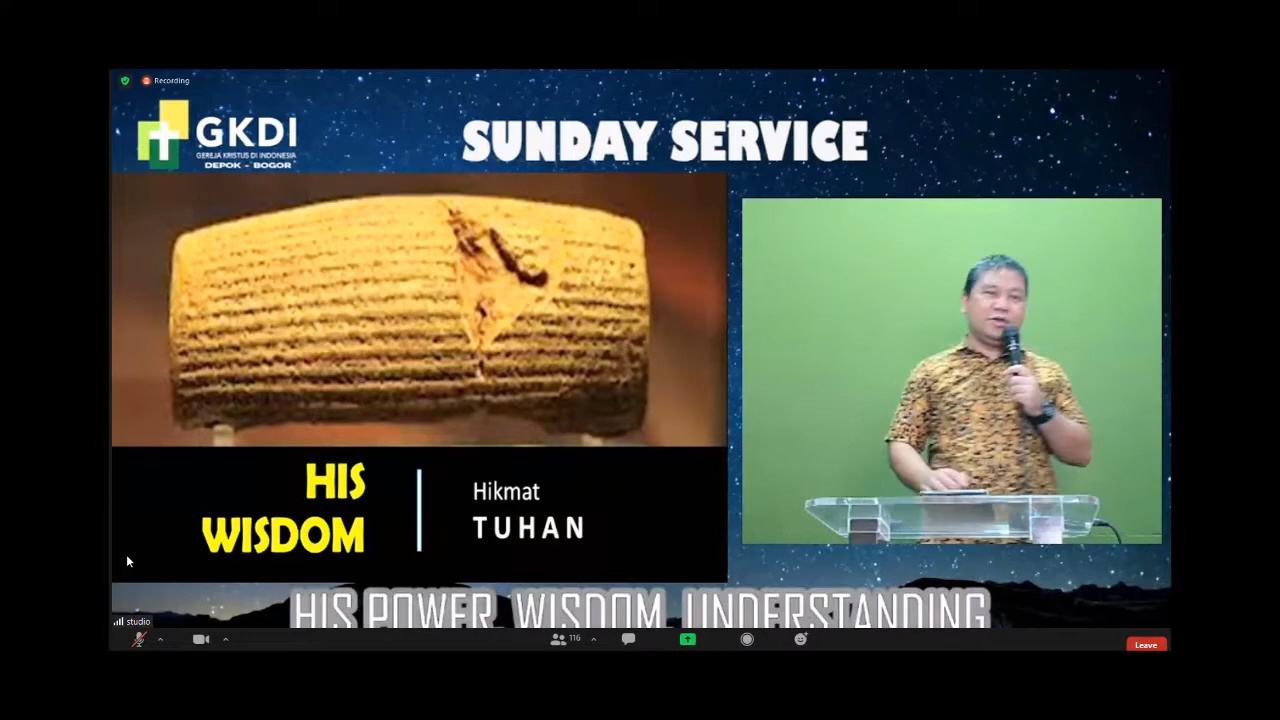 Recording
GKDI
GEREJA KRISTUS DI INDONESIA
DEPOK - BOGOR
SUNDAY SERVICE
HIS
WISDOM
Hikmat
TUHAN
HIS POWER, WISDOM, UNDERSTANDING
studio
116
Leave